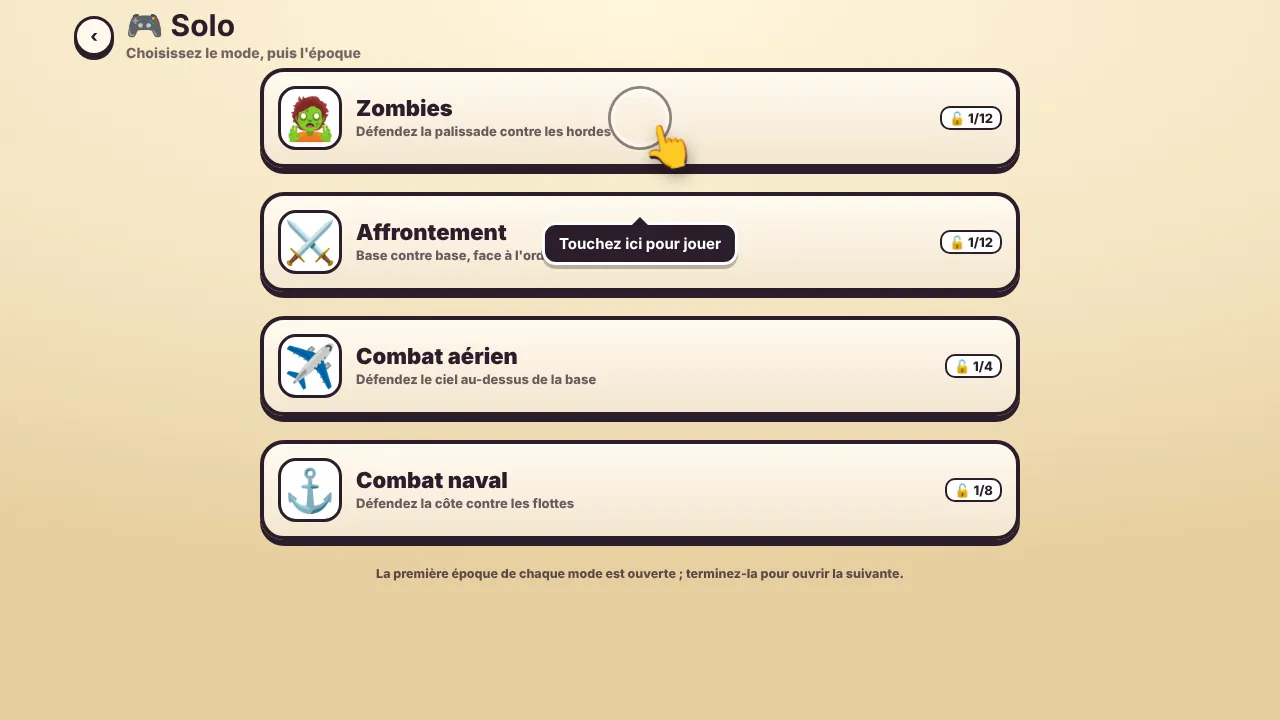 Solo
Choisissez le mode, puis l'époque
Zombies
Défendez la palissade contre les hordes
1/12
Affrontement
Base contre base, face à l'ord
Touchez ici pour jouer
1/12
Combat aérien
Défendez le ciel au-dessus de la base
1/4
Combat naval
Défendez la côte contre les flottes
1/8
La première époque de chaque mode est ouverte ; terminez-la pour ouvrir la suivante.